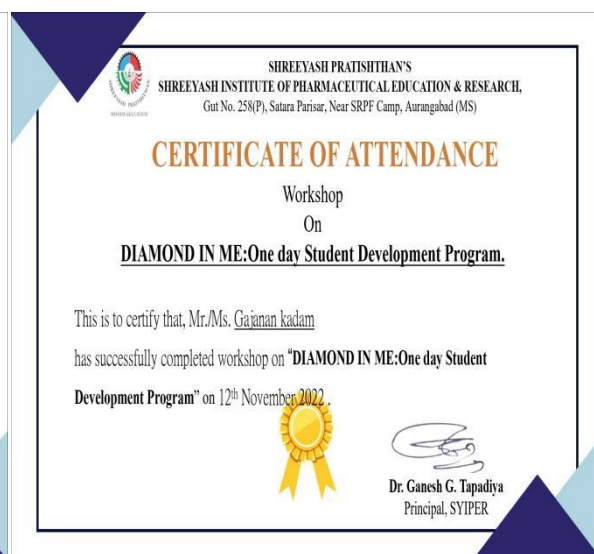 SHREEYASH PRATISHTHAN'S
SHREEYASH INSTITUTE OF PHARMACEUTICAL EDUCATION & RESEARCH,
Gut No. 258(P), Satara Parisar, Near SRPF Camp, Aurangabad (MS)
CERTIFICATE OF ATTENDANCE
Workshop
On
DIAMOND IN ME:One day Student Development Program.
This is to certify that, Mr./Ms. Gajanan kadam
has successfully completed workshop on "DIAMOND IN ME:One day Student
Development Program" on 12th November 2022 .
Dr. Ganesh G. Tapadiya
Principal, SYIPER